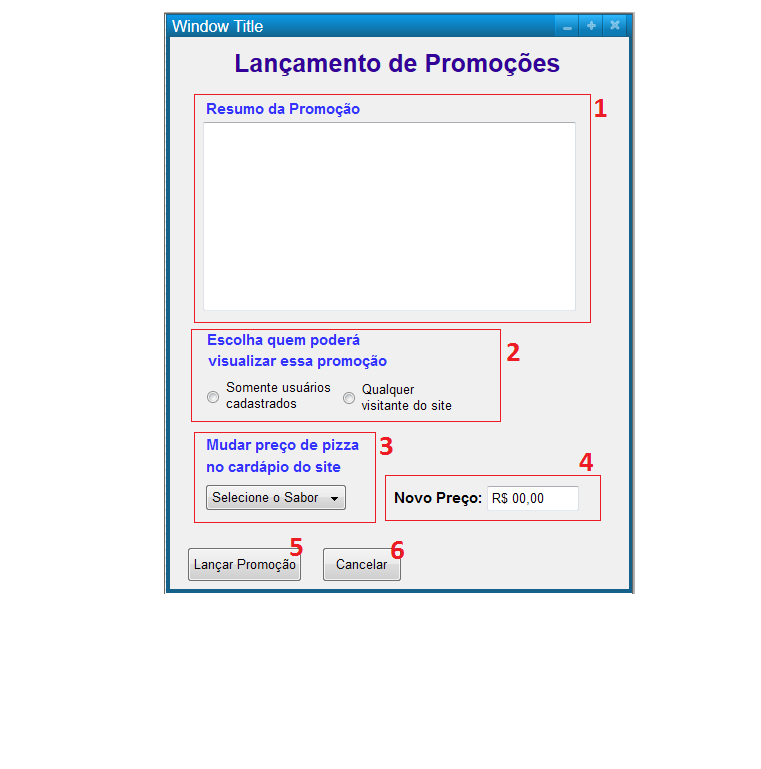 Window Title
Lançamento de Promoções
Resumo da Promoção
1
Escolha quem poderá
visualizar essa promoção
2
Somente usuários
cadastrados
Qualquer
visitante do site
Mudar preço de pizza
no cardápio do site
3
Selecione o Sabor
4
Novo Preço: R$ 00,00
5
6
Lançar Promoção
Cancelar